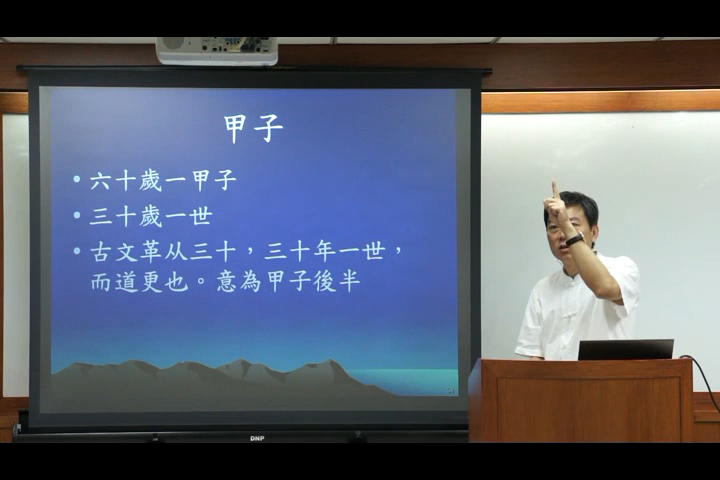 甲子
• 六十歲一甲子
• 三十歲一世
• 古文革从三十，三十年一世，
而道更也。意為甲子後半
DNP